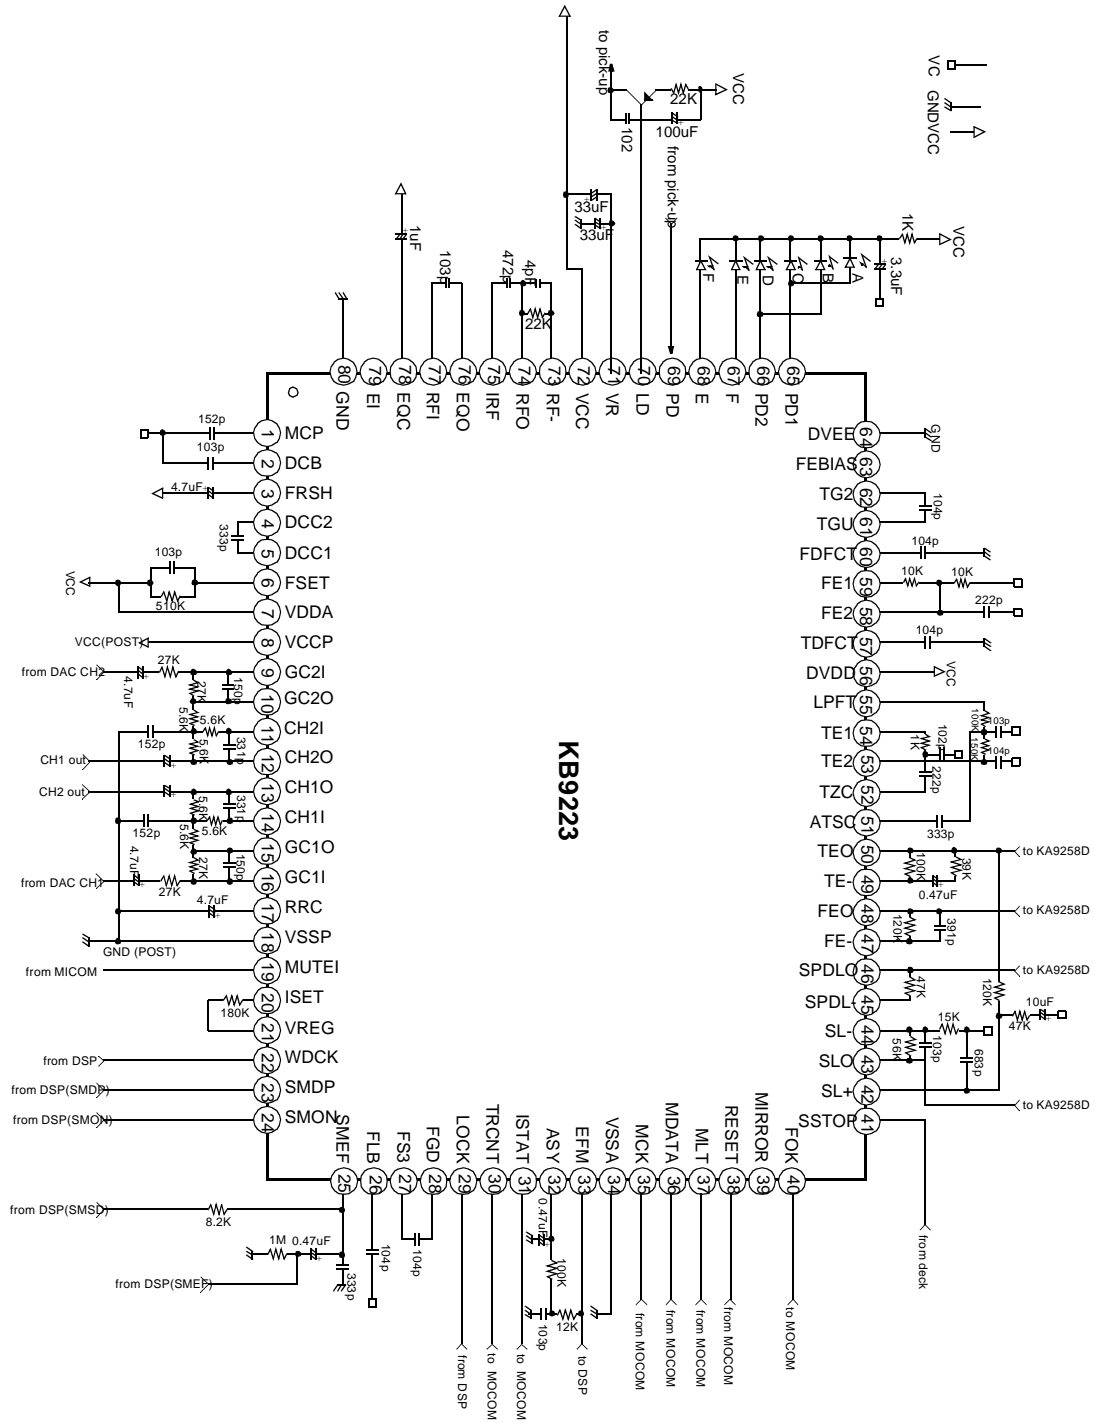 VC
GNDVCC
to pick-up
VCC
22K
102
100uF
from pick-up
33uF
33uF
1uF
103p
472p
4pF
22K
1K
VCC
3.3uF
F
E
D
C
B
A
80 GND
79 EI
78 EQC
77 RFI
76 EQO
75 IRF
74 RFO
73 RF-
72 VCC
71 VR
70 LD
69 PD
68 E
67 F
66 PD2
65 PD1
152p
1 MCP
103p
2 DCB
4.7uF
3 FRSH
4 DCC2
333p
5 DCC1
103p
VCC
6 FSET
510K
7 VDDA
VCC(POST)
8 VCCP
from DAC CH2
4.7uF
27K
9 GC2I
27K
150p
10 GC2O
5.6K
5.6K
11 CH2I
152p
5.6K
331p
CH1 out
12 CH2O
CH2 out
13 CH1O
5.6K
331p
152p
5.6K
14 CH1I
5.6K
15 GC1O
4.7uF
27K
150p
from DAC CH1
27K
16 GC1I
4.7uF
17 RRC
GND (POST)
18 VSSP
from MICOM
19 MUTEI
20 ISET
180K
21 VREG
from DSP
22 WDCK
from DSP(SMDP)
23 SMDP
from DSP(SMON)
24 SMON
KB9223
DVEE 64
GND
FEBIAS 63
TG2 62
104p
TGU 61
FDFCT 60
104p
FE1 59
10K
10K
FE2 58
222p
TDFCT 57
104p
DVDD 56
VCC
LPFT 55
100K
103p
TE1 54
1K
102p
150K
104p
TE2 53
222p
TZC 52
ATSC 51
333p
TEO 50
to KA9258D
100K
39K
TE- 49
0.47uF
FEO 48
to KA9258D
120K
391p
FE- 47
SPDLO 46
to KA9258D
47K
120K
SPDL- 45
10uF
47K
SL- 44
15K
56K
103p
683p
SLO 43
SL+ 42
to KA9258D
SSTOP 41
from deck
SMEF 25
FLB 26
FS3 27
FGD 28
LOCK 29
TRCNT 30
ISTAT 31
ASY 32
EFM 33
VSSA 34
MCK 35
MDATA 36
MLT 37
RESET 38
MIRROR 39
FOK 40
from DSP(SMSD)
8.2K
1M
0.47uF
from DSP(SMEF)
333p
104p
104p
0.47uF
100K
103p
12K
from DSP
to MOCOM
to MOCOM
to DSP
from MOCOM
from MOCOM
from MOCOM
from MOCOM
to MOCOM